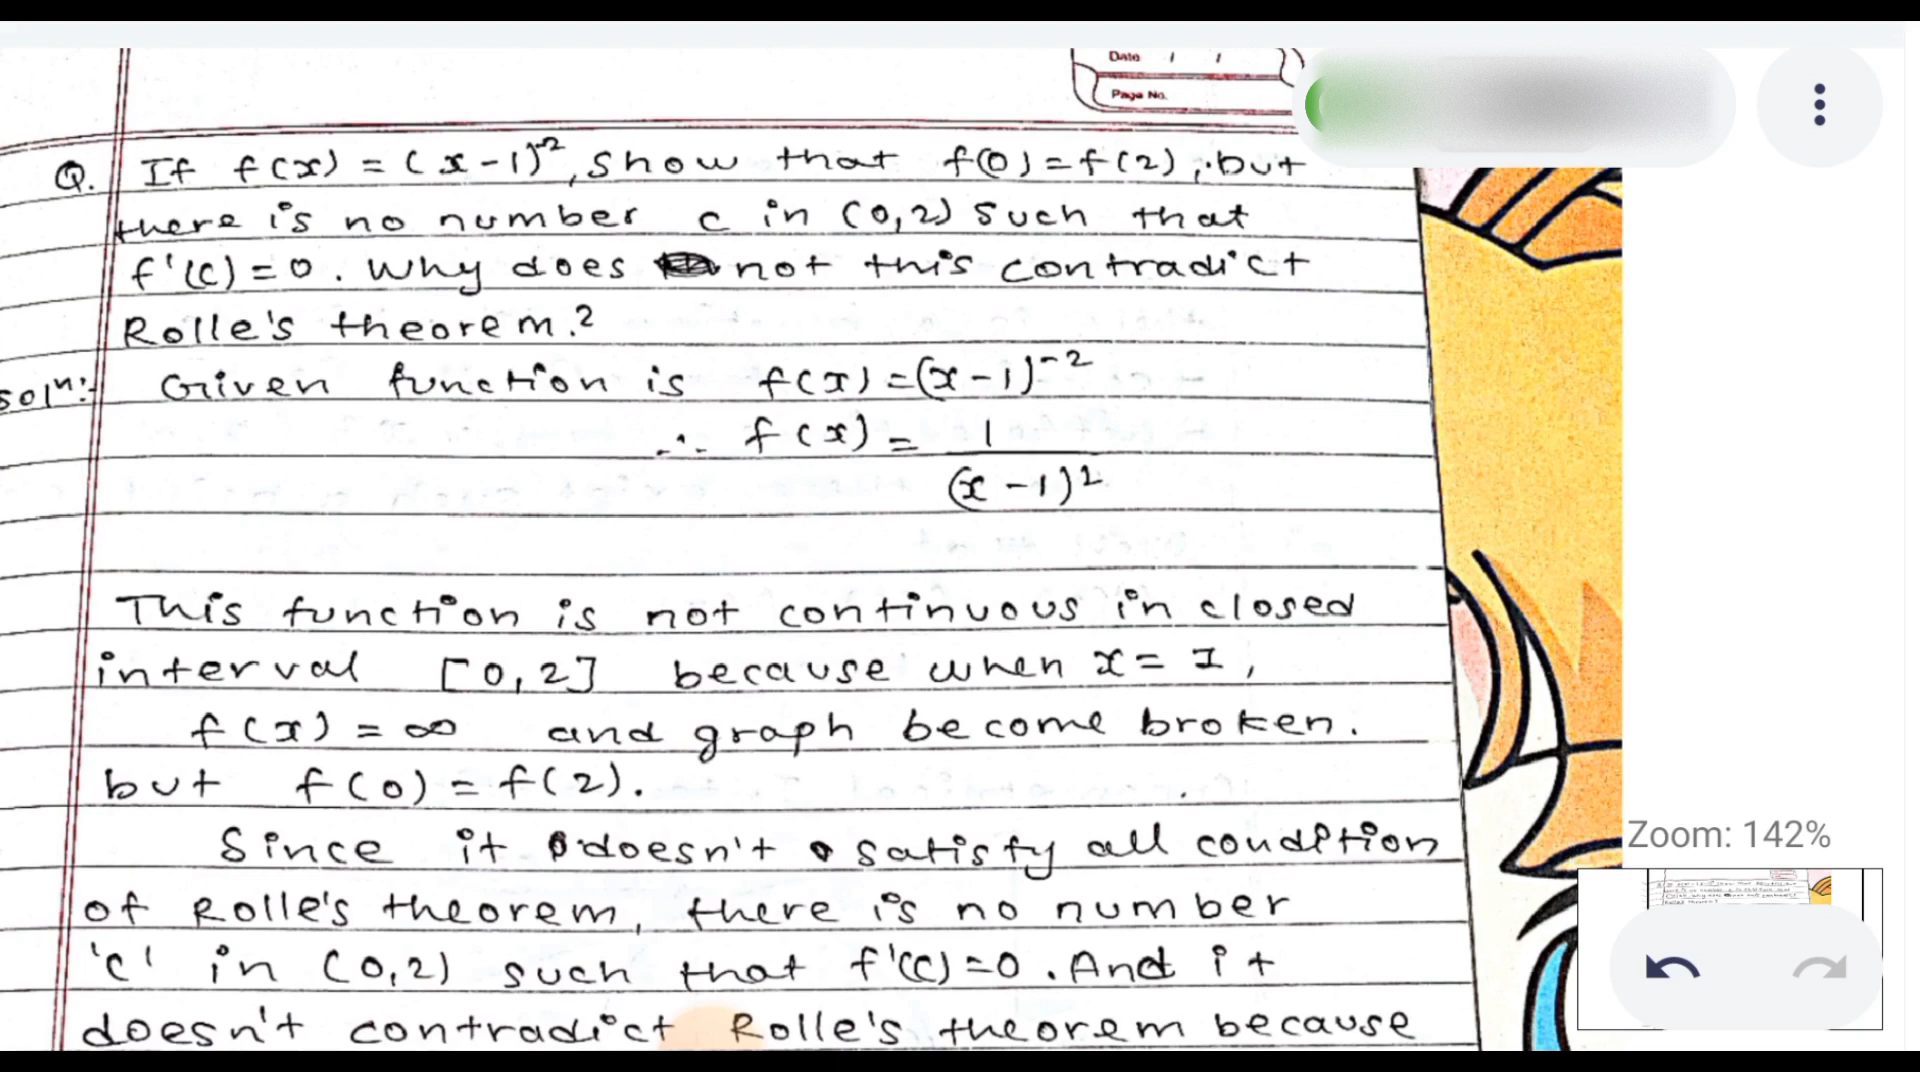 Date / /
Page No.
Q. If f(x) = (x-1)⁻², show that f(0) = f(2), but
there is no number c in (0,2) such that
f'(c) = 0. Why does not this contradict
Rolle's theorem.?
Solⁿ:- Given function is f(x) = (x-1)⁻²
∴ f(x) = 1/(x-1)²
This function is not continuous in closed
interval [0,2] because when x = 1,
f(x) = ∞ and graph become broken.
but f(0) = f(2).
Since it doesn't satisfy all condition
of Rolle's theorem, there is no number
'c' in (0,2) such that f'(c) = 0. And it
doesn't contradict Rolle's theorem because
Zoom: 142%